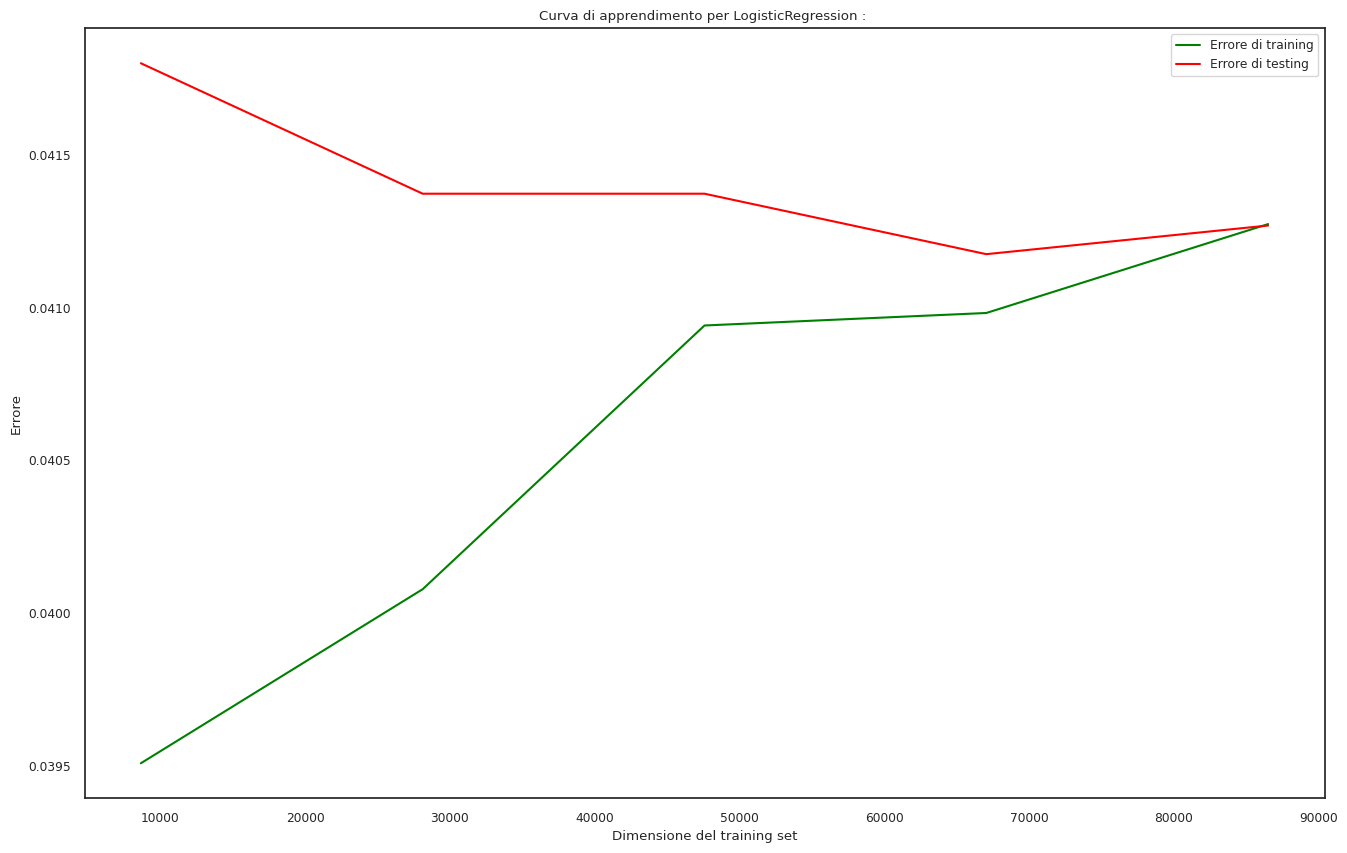 Curva di apprendimento per LogisticRegression :
Errore di training
Errore di testing
0.0415
0.0410
0.0405
0.0400
0.0395
Errore
10000 20000 30000 40000 50000 60000 70000 80000 90000
Dimensione del training set